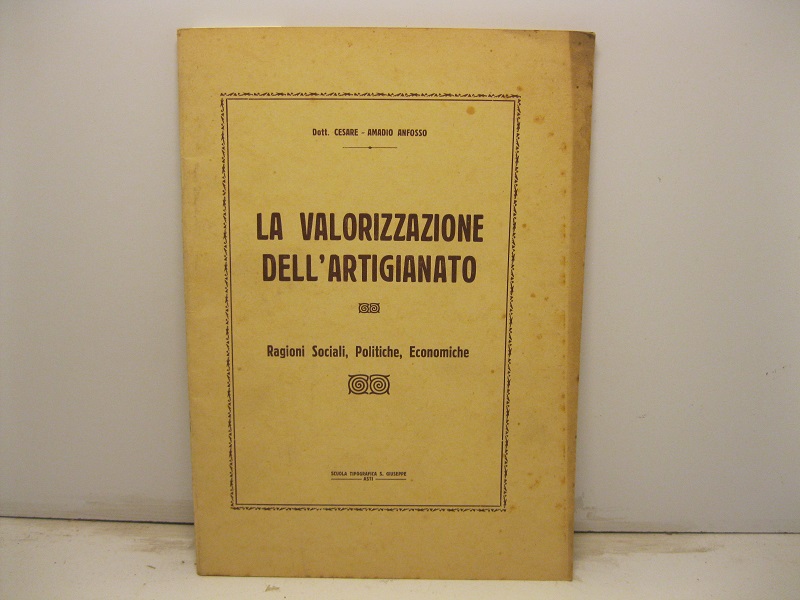 Dott. CESARE - AMADIO ANFOSSO
LA VALORIZZAZIONE
DELL'ARTIGIANATO
Ragioni Sociali, Politiche, Economiche
SCUOLA TIPOGRAFICA S. GIUSEPPE
ASTI